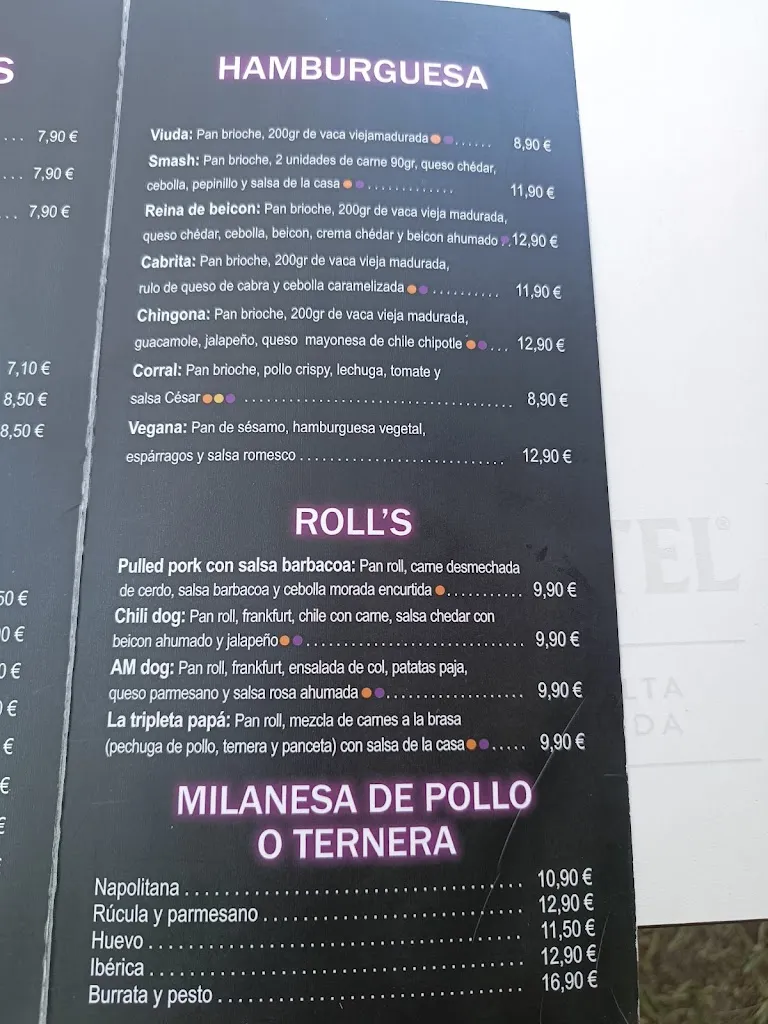 S
... 7,90 €
... 7,90 €
... 7,90 €
7,10 €
8,50 €
8,50 €
50 €
0 €
0 €
€
€
€
HAMBURGUESA
Viuda: Pan brioche, 200gr de vaca viejamadurada ...... 8,90 €
Smash: Pan brioche, 2 unidades de carne 90gr, queso chédar,
cebolla, pepinillo y salsa de la casa ............. 11,90 €
Reina de beicon: Pan brioche, 200gr de vaca vieja madurada,
queso chédar, cebolla, beicon, crema chédar y beicon ahumado . 12,90 €
Cabrita: Pan brioche, 200gr de vaca vieja madurada,
rulo de queso de cabra y cebolla caramelizada .......... 11,90 €
Chingona: Pan brioche, 200gr de vaca vieja madurada,
guacamole, jalapeño, queso mayonesa de chile chipotle ... 12,90 €
Corral: Pan brioche, pollo crispy, lechuga, tomate y
salsa César ........................................ 8,90 €
Vegana: Pan de sésamo, hamburguesa vegetal,
espárragos y salsa romesco ............................ 12,90 €
ROLL'S
Pulled pork con salsa barbacoa: Pan roll, carne desmechada
de cerdo, salsa barbacoa y cebolla morada encurtida ........... 9,90 €
Chili dog: Pan roll, frankfurt, chile con carne, salsa chedar con
beicon ahumado y jalapeño ................................ 9,90 €
AM dog: Pan roll, frankfurt, ensalada de col, patatas paja,
queso parmesano y salsa rosa ahumada .................... 9,90 €
La tripleta papá: Pan roll, mezcla de carnes a la brasa
(pechuga de pollo, ternera y panceta) con salsa de la casa ..... 9,90 €
MILANESA DE POLLO
O TERNERA
Napolitana ................................................. 10,90 €
Rúcula y parmesano ..................................... 12,90 €
Huevo ...................................................... 11,50 €
Ibérica ...................................................... 12,90 €
Burrata y pesto ............................................ 16,90 €
TEL®
LTA
DA